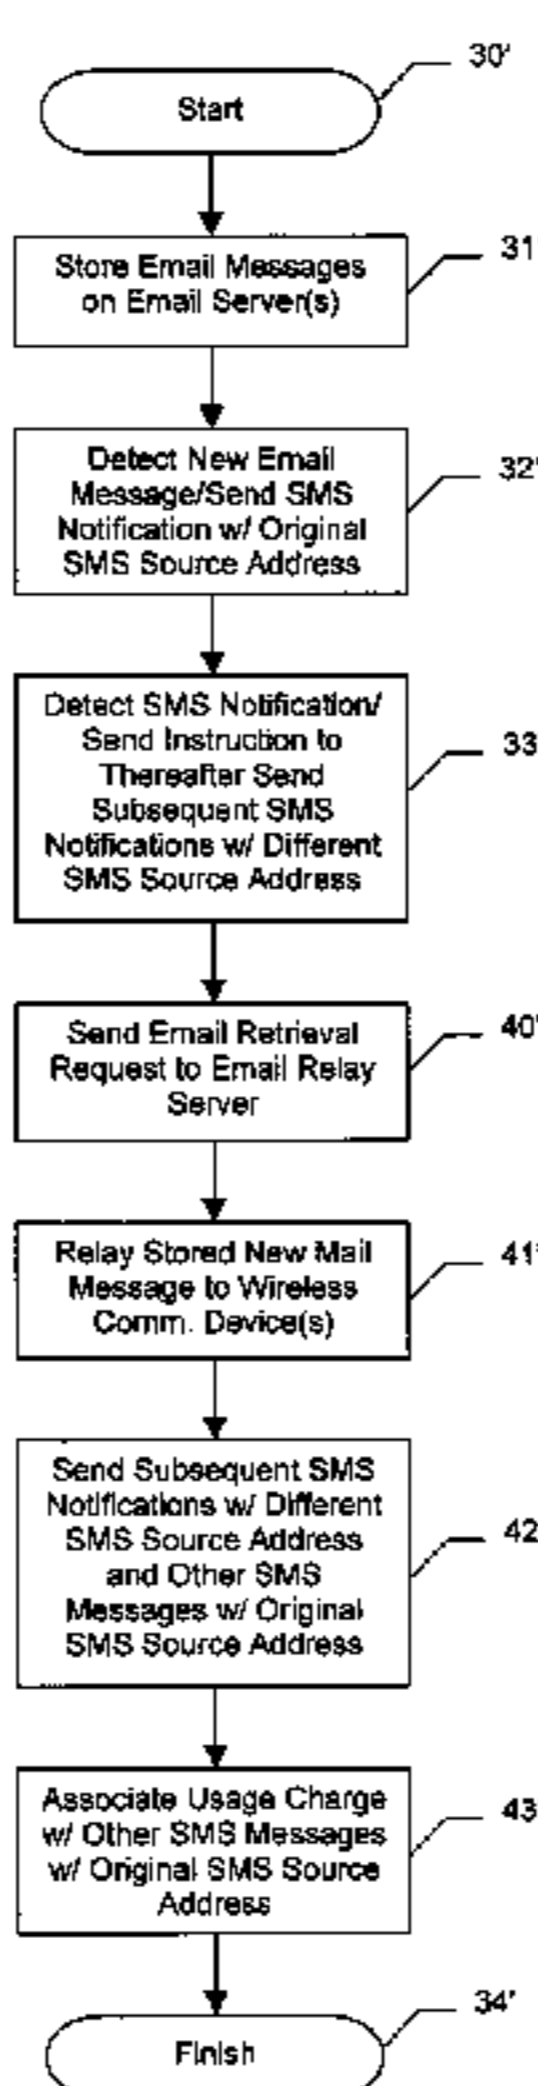 30'
Start
31'
Store Email Messages
on Email Server(s)
32'
Detect New Email
Message/Send SMS
Notification w/ Original
SMS Source Address
33
Detect SMS Notification/
Send Instruction to
Thereafter Send
Subsequent SMS
Notifications w/ Different
SMS Source Address
40'
Send Email Retrieval
Request to Email Relay
Server
41'
Relay Stored New Mail
Message to Wireless
Comm. Device(s)
42
Send Subsequent SMS
Notifications w/ Different
SMS Source Address
and Other SMS
Messages w/ Original
SMS Source Address
43
Associate Usage Charge
w/ Other SMS Messages
w/ Original SMS Source
Address
34'
Finish